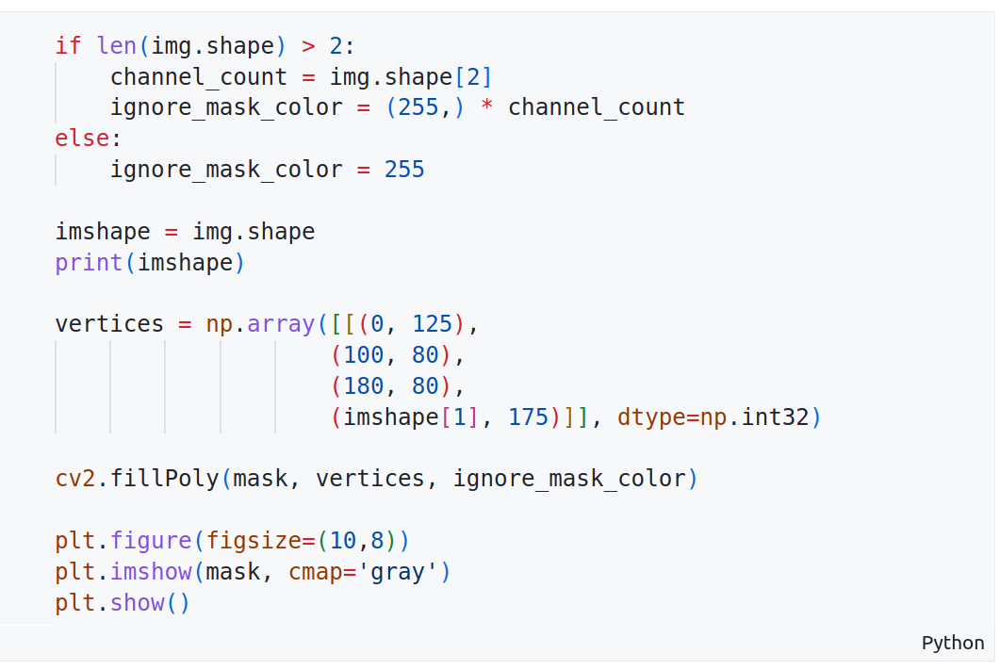 if len(img.shape) > 2:
    channel_count = img.shape[2]
    ignore_mask_color = (255,) * channel_count
else:
    ignore_mask_color = 255

imshape = img.shape
print(imshape)

vertices = np.array([[(0, 125),
                    (100, 80),
                    (180, 80),
                    (imshape[1], 175)]], dtype=np.int32)

cv2.fillPoly(mask, vertices, ignore_mask_color)

plt.figure(figsize=(10,8))
plt.imshow(mask, cmap='gray')
plt.show()
Python